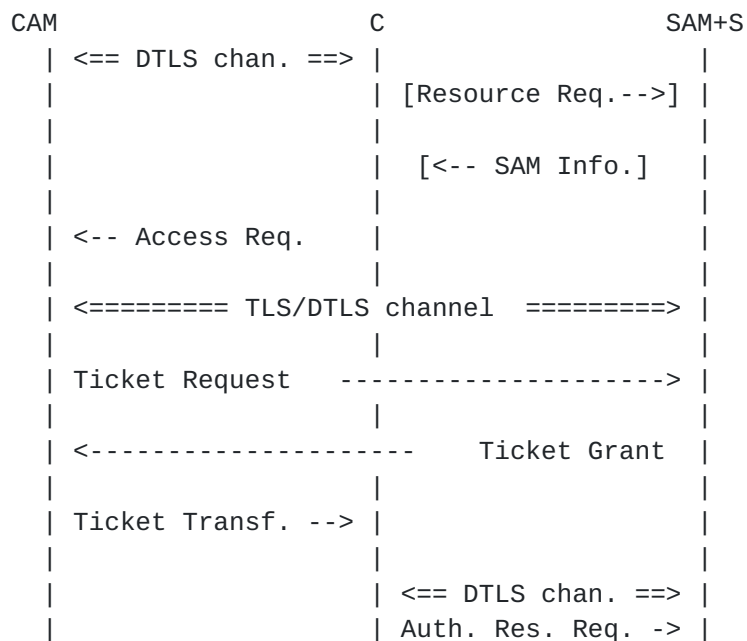 CAM                    C                  SAM+S
  | <== DTLS chan. ==> |                    |
  |                    | [Resource Req.-->] |
  |                    |                    |
  |                    |  [<-- SAM Info.]   |
  |                    |                    |
  | <-- Access Req.    |                    |
  |                    |                    |
  | <========= TLS/DTLS channel  =========> |
  |                    |                    |
  | Ticket Request   ---------------------> |
  |                    |                    |
  | <---------------------    Ticket Grant  |
  |                    |                    |
  | Ticket Transf. --> |                    |
  |                    |                    |
  |                    | <== DTLS chan. ==> |
  |                    | Auth. Res. Req. -> |